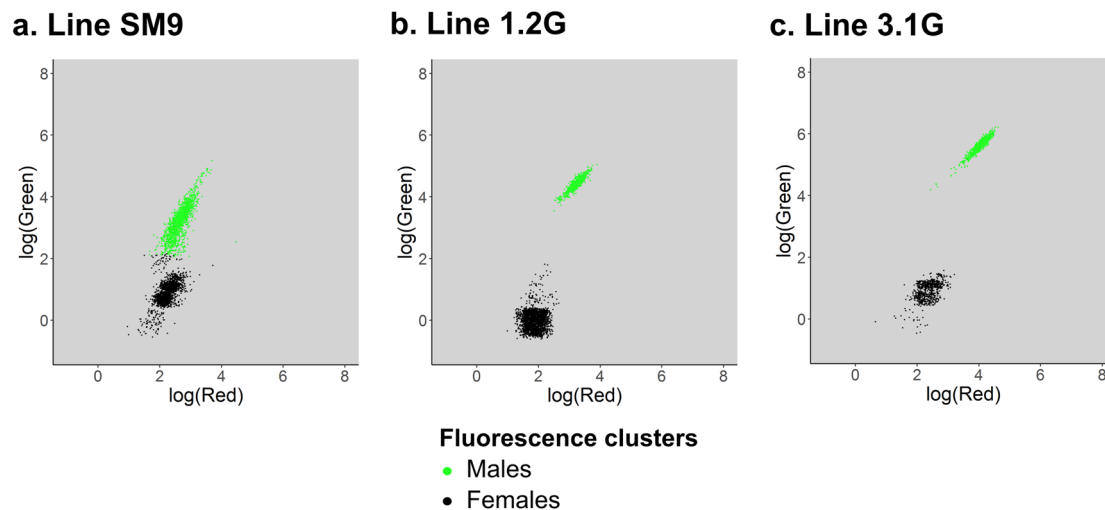 a. Line SM9
b. Line 1.2G
c. Line 3.1G
log(Green)
8
6
4
2
0
0 2 4 6 8
log(Red)
log(Green)
8
6
4
2
0
0 2 4 6 8
log(Red)
log(Green)
8
6
4
2
0
0 2 4 6 8
log(Red)
Fluorescence clusters
Males
Females